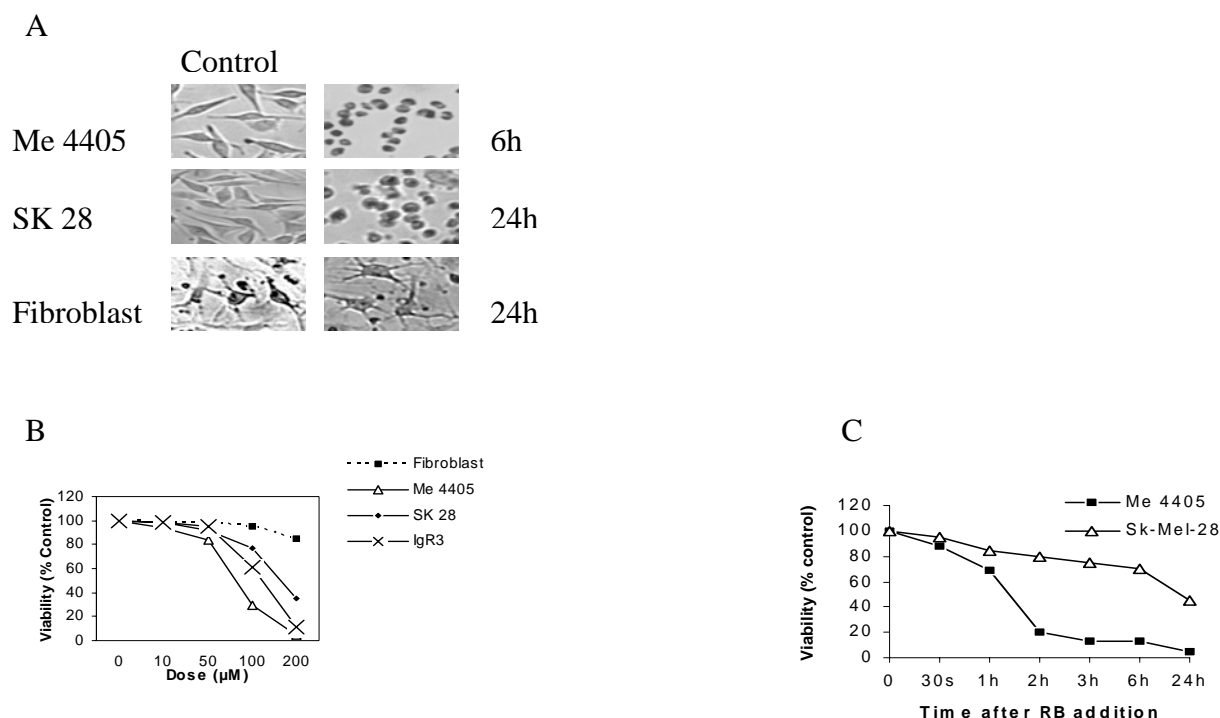 A
Control
Me 4405
6h
SK 28
24h
Fibroblast
24h
B
Fibroblast
Me 4405
SK 28
IgR3
120
100
80
60
40
20
0
Viability (% Control)
0 10 50 100 200
Dose (µM)
C
Me 4405
Sk-Mel-28
120
100
80
60
40
20
0
Viability (% control)
0 30s 1h 2h 3h 6h 24h
Time after RB addition